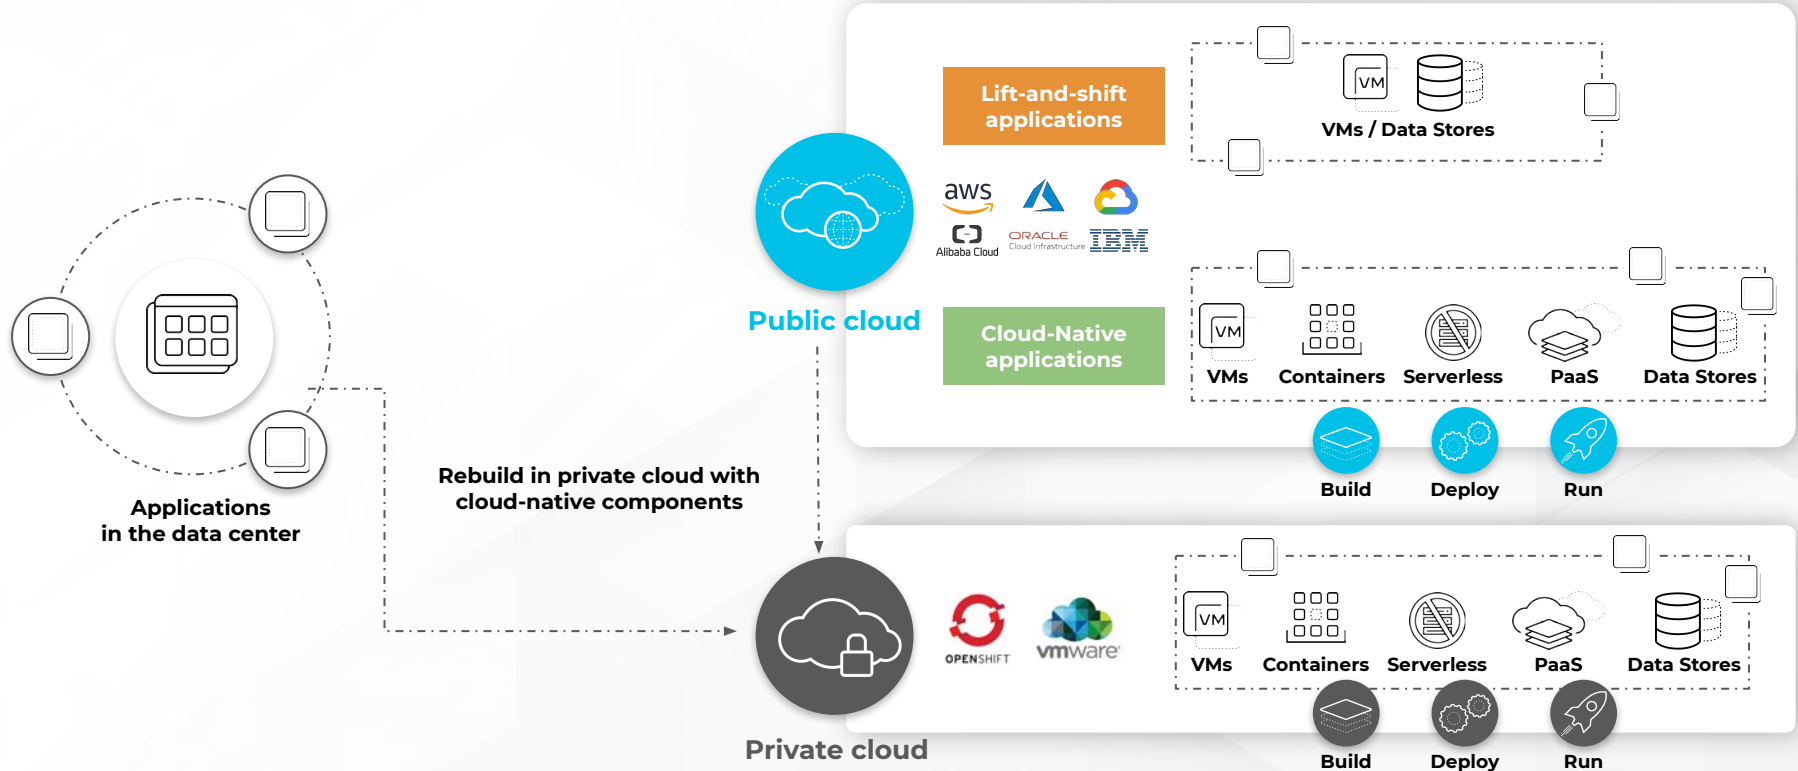 Lift-and-shift
applications
VM
VMs / Data Stores
aws
Alibaba Cloud
ORACLE
Cloud Infrastructure
IBM
Public cloud
Cloud-Native
applications
VM
VMs
Containers
Serverless
PaaS
Data Stores
Build
Deploy
Run
Applications
in the data center
Rebuild in private cloud with
cloud-native components
Private cloud
OPENSHIFT
vmware
VM
VMs
Containers
Serverless
PaaS
Data Stores
Build
Deploy
Run